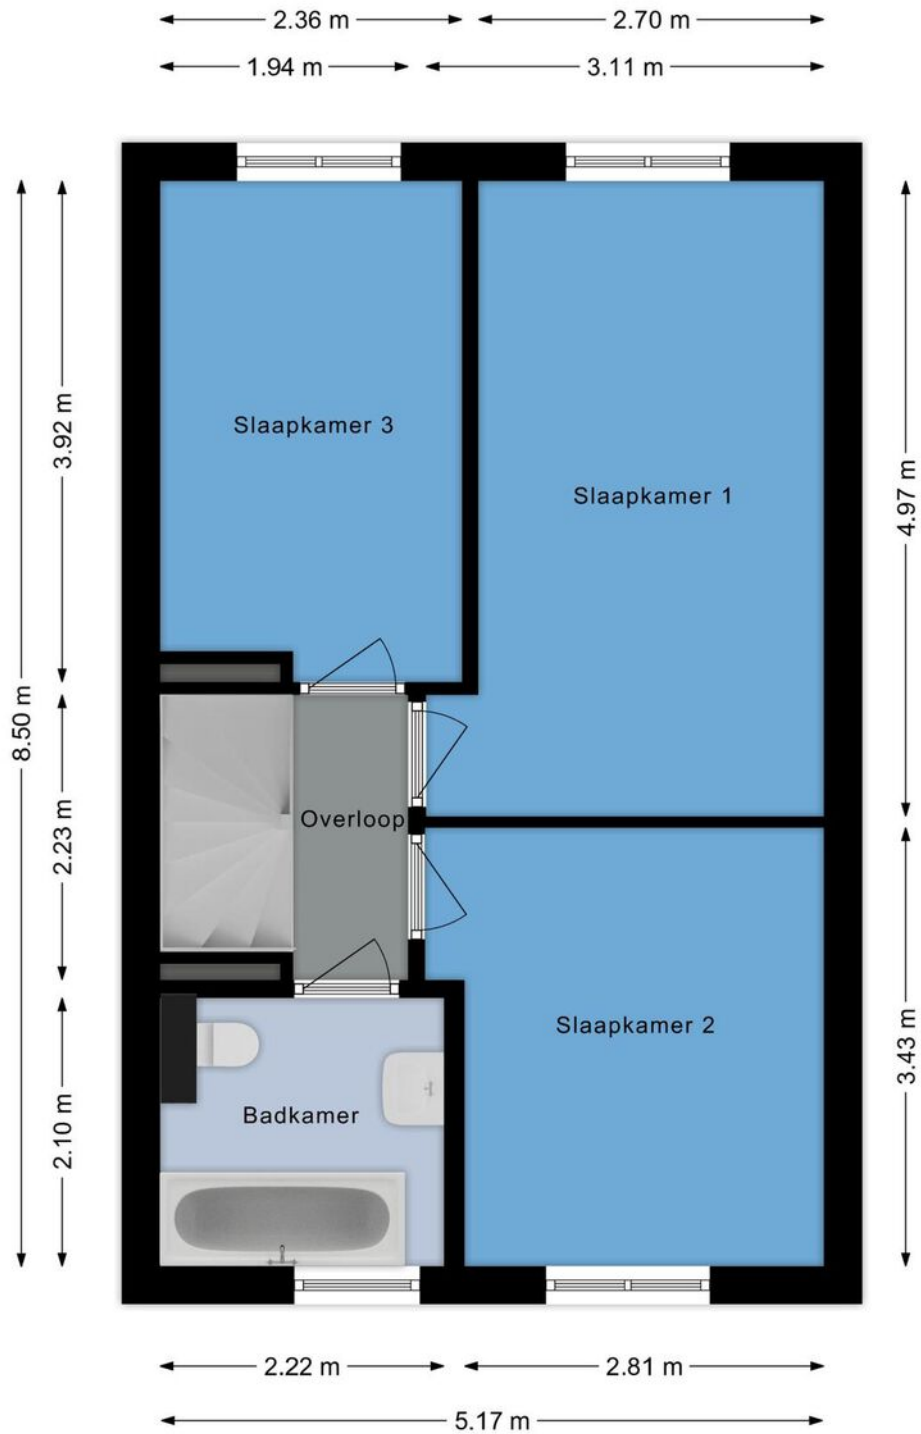 2.36 m
2.70 m
1.94 m
3.11 m
3.92 m
Slaapkamer 3
Slaapkamer 1
4.97 m
8.50 m
2.23 m
Overloop
Slaapkamer 2
3.43 m
2.10 m
Badkamer
2.22 m
2.81 m
5.17 m